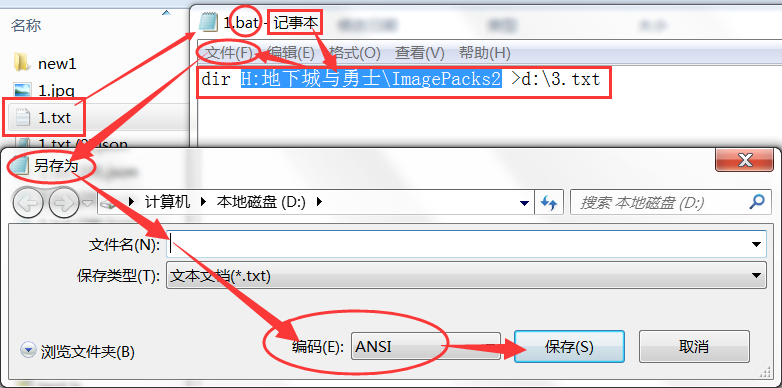 名称
1.bat - 记事本
new1
文件(F) 编辑(E) 格式(O) 查看(V) 帮助(H)
1.jpg
dir H:地下城与勇士\ImagePacks2 >d:\3.txt
1.txt
另存为
计算机 本地磁盘 (D:)
搜索 本地磁盘 (D:)
文件名(N):
保存类型(T): 文本文档(*.txt)
浏览文件夹(B)
编码(E): ANSI
保存(S)
取消